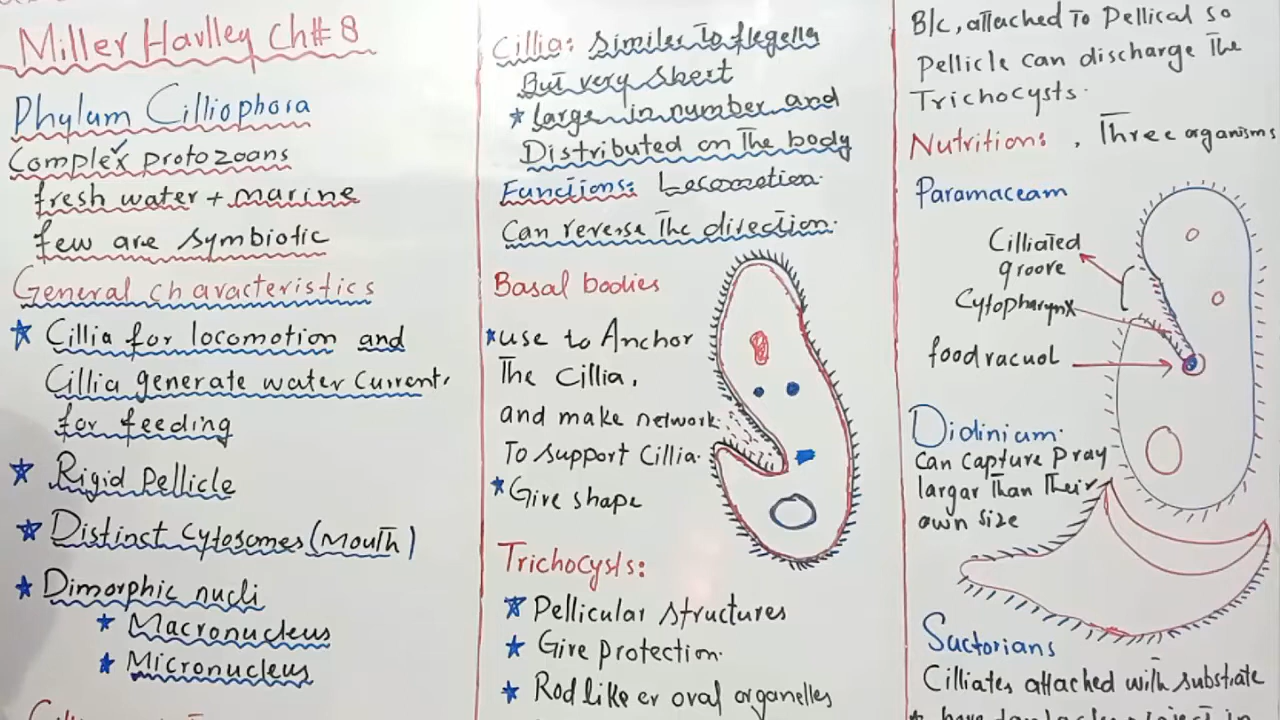 Miller Harlley Ch# 8
Phylum Cilliophora
Complex protozoans
fresh water + marine
few are symbiotic
General characteristics
Cillia for locomotion and
Cillia generate water Current,
for feeding
Rigid Pellicle
Distinct Cytosomes (Mouth)
Dimorphic nucli
Macronucleus
Micronucleus
Cillia: Similer To flegella
But very Short
Large in number and
Distributed on The body
Functions: Locomotion.
Can reverse The direction.
Basal bodies
use to Anchor
The Cillia,
and make network
To support Cillia.
Give shape
Trichocysts:
Pellicular structures
Give protection.
Rod like or oval organelles
B/c, attached To Pellical so
Pellicle can discharge The
Trichocysts.
Nutrition: , Three organisms
Paramaceam
Cilliated
groove
Cytopharynx
food vacuol
Didinium.
Can Capture Pray
largar Than Their
own size
Suctorians
Cilliates attached with substrate